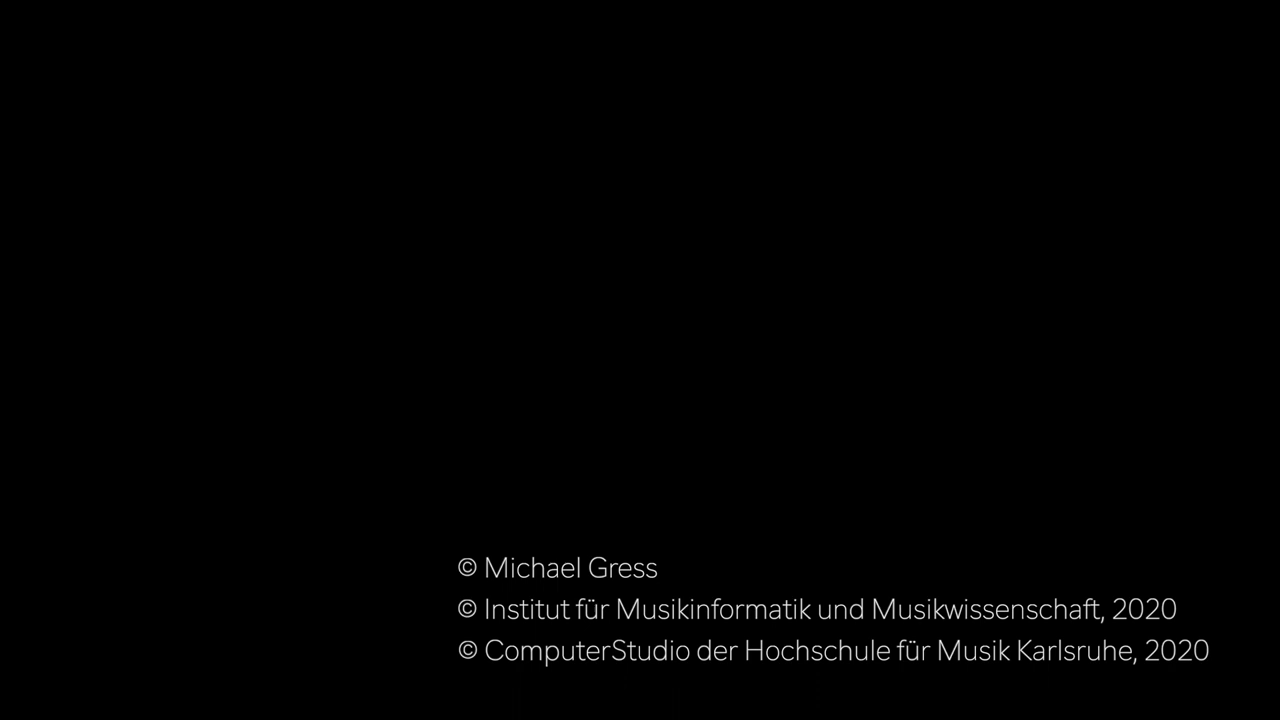 © Michael Gress
© Institut für Musikinformatik und Musikwissenschaft, 2020
© ComputerStudio der Hochschule für Musik Karlsruhe, 2020